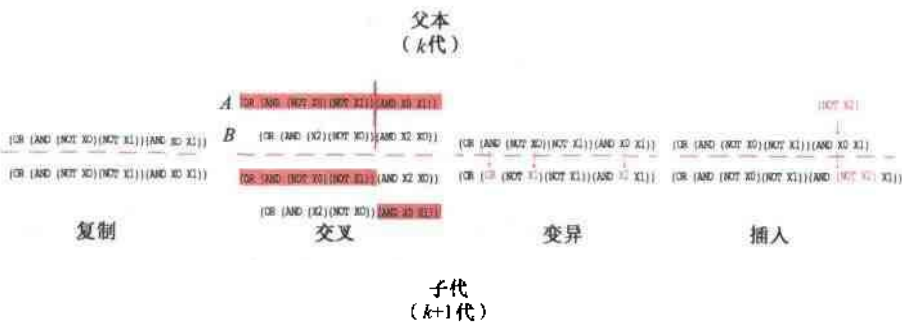 父本
(k代)
A (OR (AND (NOT X0)(NOT X1))(AND X0 X1))
B (OR (AND (X2)(NOT X0))(AND X2 X0))
(OR (AND (NOT X0)(NOT X1))(AND X0 X1))
(OR (AND (NOT X0)(NOT X1))(AND X0 X1))
复制
(OR (AND (NOT X0)(NOT X1))(AND X2 X0))
(OR (AND (X2)(NOT X0))(AND X0 X1))
交叉
(OR (AND (NOT X0)(NOT X1))(AND X0 X1))
(OR (OR (NOT (NOT X1))(AND X1))
变异
(NOT X2)
(OR (AND (NOT X0)(NOT X1))(AND X0 X1))
(OR (AND (NOT X0)(NOT X1))(AND (NOT X2) X1))
插入
子代
(k+1代)